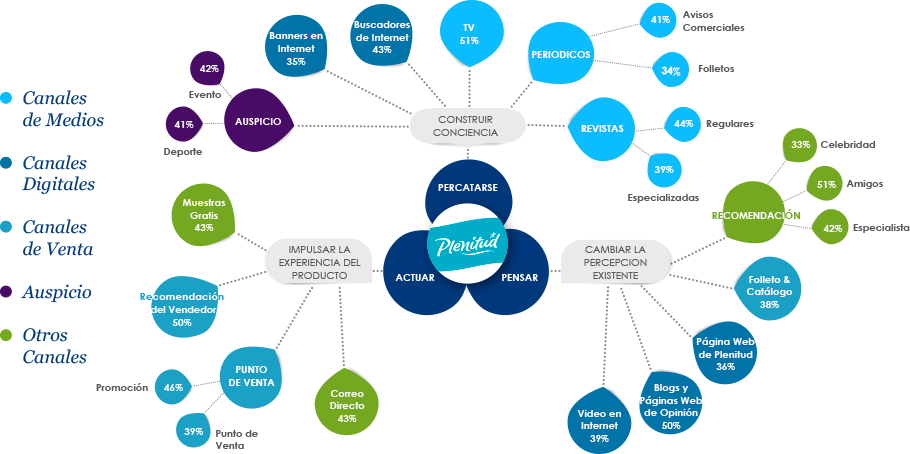 Canales
de Medios
Canales
Digitales
Canales
de Venta
Auspicio
Otros
Canales
42%
Evento
41%
Deporte
AUSPICIO
Banners en
Internet
35%
Buscadores
de Internet
43%
TV
51%
PERIODICOS
41%
Avisos
Comerciales
34%
Folletos
CONSTRUIR
CONCIENCIA
REVISTAS
44%
Regulares
39%
Especializadas
PERCATARSE
Plenitud
ACTUAR
PENSAR
Muestras
Gratis
43%
IMPULSAR LA
EXPERIENCIA DEL
PRODUCTO
Recomendación
del Vendedor
50%
PUNTO
DE VENTA
Promoción
46%
39%
Punto de
Venta
Correo
Directo
43%
CAMBIAR LA
PERCEPCION
EXISTENTE
RECOMENDACIÓN
33%
Celebridad
51%
Amigos
42%
Especialista
Folleto &
Catálogo
38%
Página Web
de Plenitud
36%
Blogs y
Páginas Web
de Opinión
50%
Video en
Internet
39%